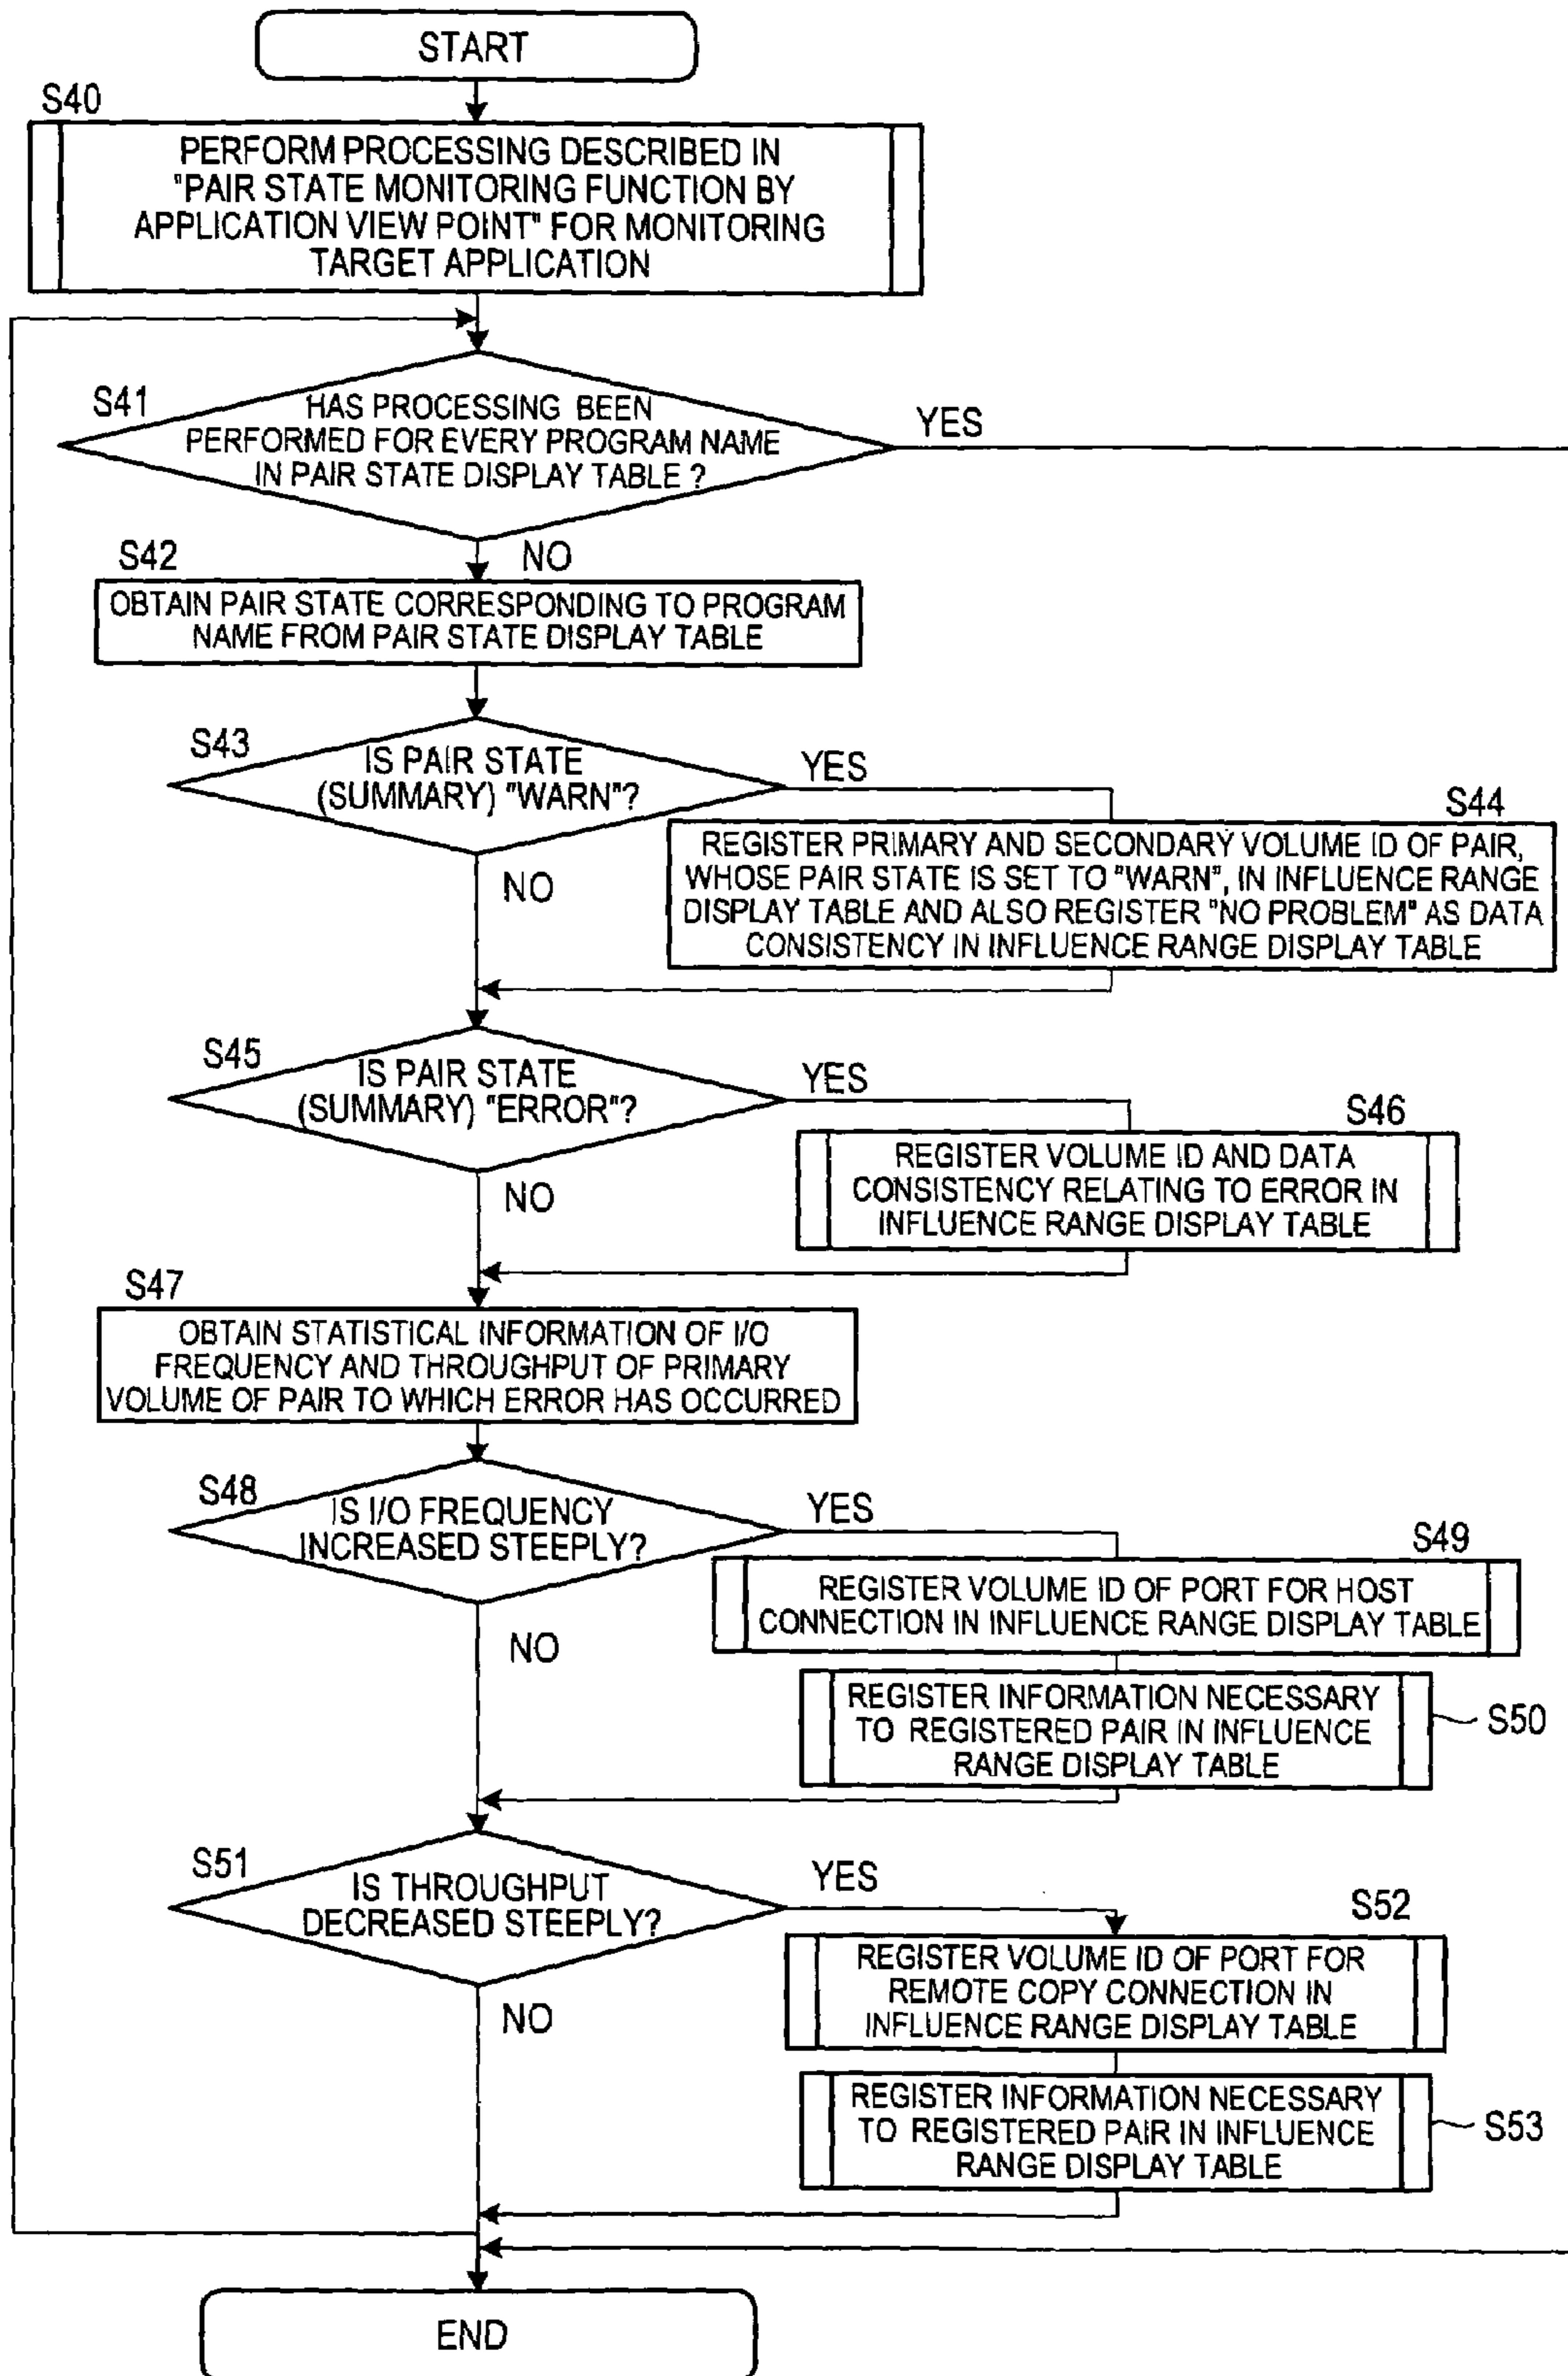 START
S40
PERFORM PROCESSING DESCRIBED IN
"PAIR STATE MONITORING FUNCTION BY
APPLICATION VIEW POINT" FOR MONITORING
TARGET APPLICATION
S41
HAS PROCESSING BEEN
PERFORMED FOR EVERY PROGRAM NAME
IN PAIR STATE DISPLAY TABLE ?
YES
NO
S42
OBTAIN PAIR STATE CORRESPONDING TO PROGRAM
NAME FROM PAIR STATE DISPLAY TABLE
S43
IS PAIR STATE
(SUMMARY) "WARN"?
YES
NO
S44
REGISTER PRIMARY AND SECONDARY VOLUME ID OF PAIR,
WHOSE PAIR STATE IS SET TO "WARN", IN INFLUENCE RANGE
DISPLAY TABLE AND ALSO REGISTER "NO PROBLEM" AS DATA
CONSISTENCY IN INFLUENCE RANGE DISPLAY TABLE
S45
IS PAIR STATE
(SUMMARY) "ERROR"?
YES
NO
S46
REGISTER VOLUME ID AND DATA
CONSISTENCY RELATING TO ERROR IN
INFLUENCE RANGE DISPLAY TABLE
S47
OBTAIN STATISTICAL INFORMATION OF I/O
FREQUENCY AND THROUGHPUT OF PRIMARY
VOLUME OF PAIR TO WHICH ERROR HAS OCCURRED
S48
IS I/O FREQUENCY
INCREASED STEEPLY?
YES
NO
S49
REGISTER VOLUME ID OF PORT FOR HOST
CONNECTION IN INFLUENCE RANGE DISPLAY TABLE
REGISTER INFORMATION NECESSARY
TO REGISTERED PAIR IN INFLUENCE
RANGE DISPLAY TABLE
S50
S51
IS THROUGHPUT
DECREASED STEEPLY?
YES
NO
S52
REGISTER VOLUME ID OF PORT FOR
REMOTE COPY CONNECTION IN
INFLUENCE RANGE DISPLAY TABLE
REGISTER INFORMATION NECESSARY
TO REGISTERED PAIR IN INFLUENCE
RANGE DISPLAY TABLE
S53
END